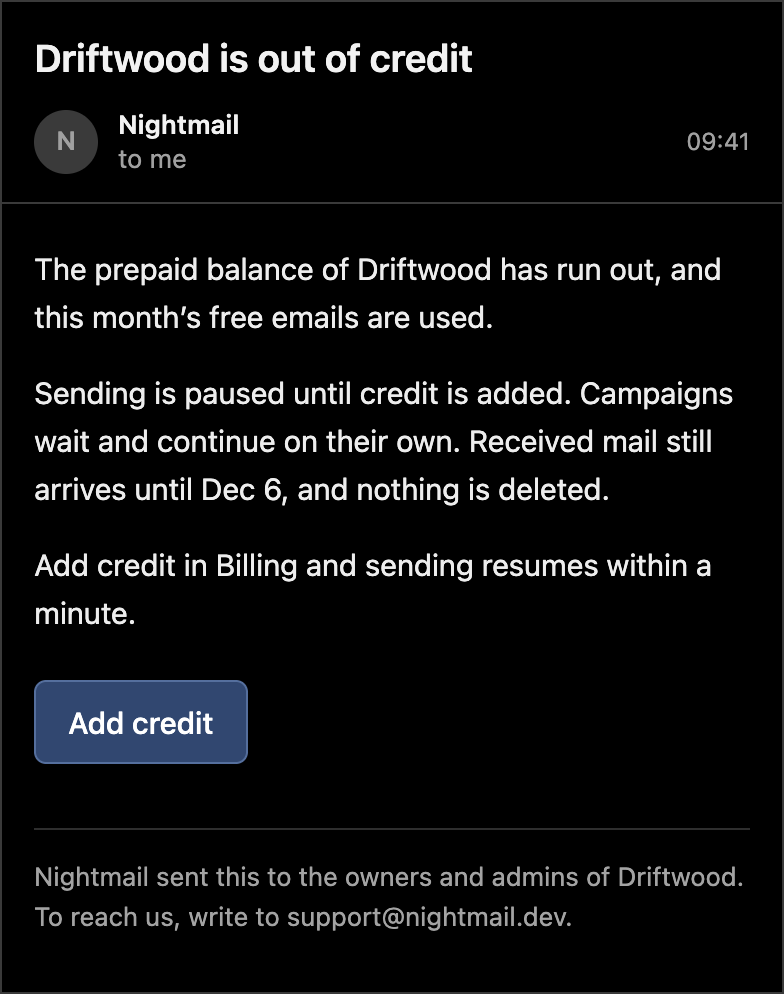 Driftwood is out of credit
N
Nightmail
to me
09:41
The prepaid balance of Driftwood has run out, and
this month’s free emails are used.
Sending is paused until credit is added. Campaigns
wait and continue on their own. Received mail still
arrives until Dec 6, and nothing is deleted.
Add credit in Billing and sending resumes within a
minute.
Add credit
Nightmail sent this to the owners and admins of Driftwood.
To reach us, write to support@nightmail.dev.